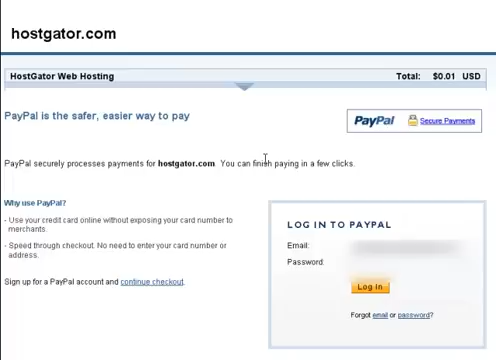 hostgator.com
HostGator Web Hosting Total: $0.01 USD
PayPal is the safer, easier way to pay
PayPal Secure Payments
PayPal securely processes payments for hostgator.com. You can finish paying in a few clicks.
Why use PayPal?
- Use your credit card online without exposing your card number to
merchants.
- Speed through checkout. No need to enter your card number or
address.
Sign up for a PayPal account and continue checkout.
LOG IN TO PAYPAL
Email:
Password
Log In
Forgot email or password?